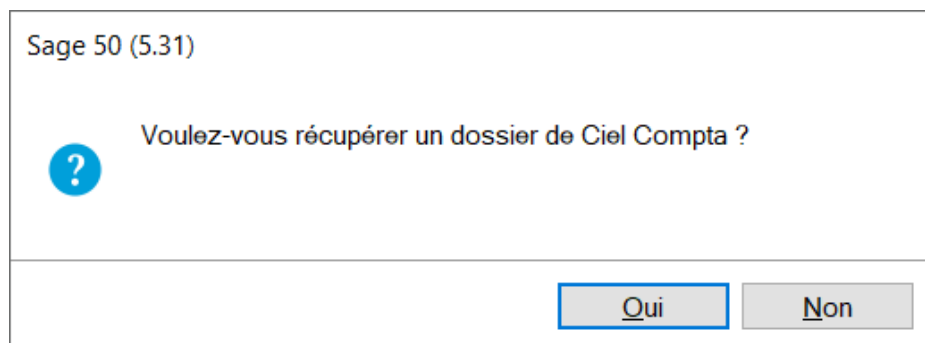 Sage 50 (5.31)
Voulez-vous récupérer un dossier de Ciel Compta ?
Oui
Non